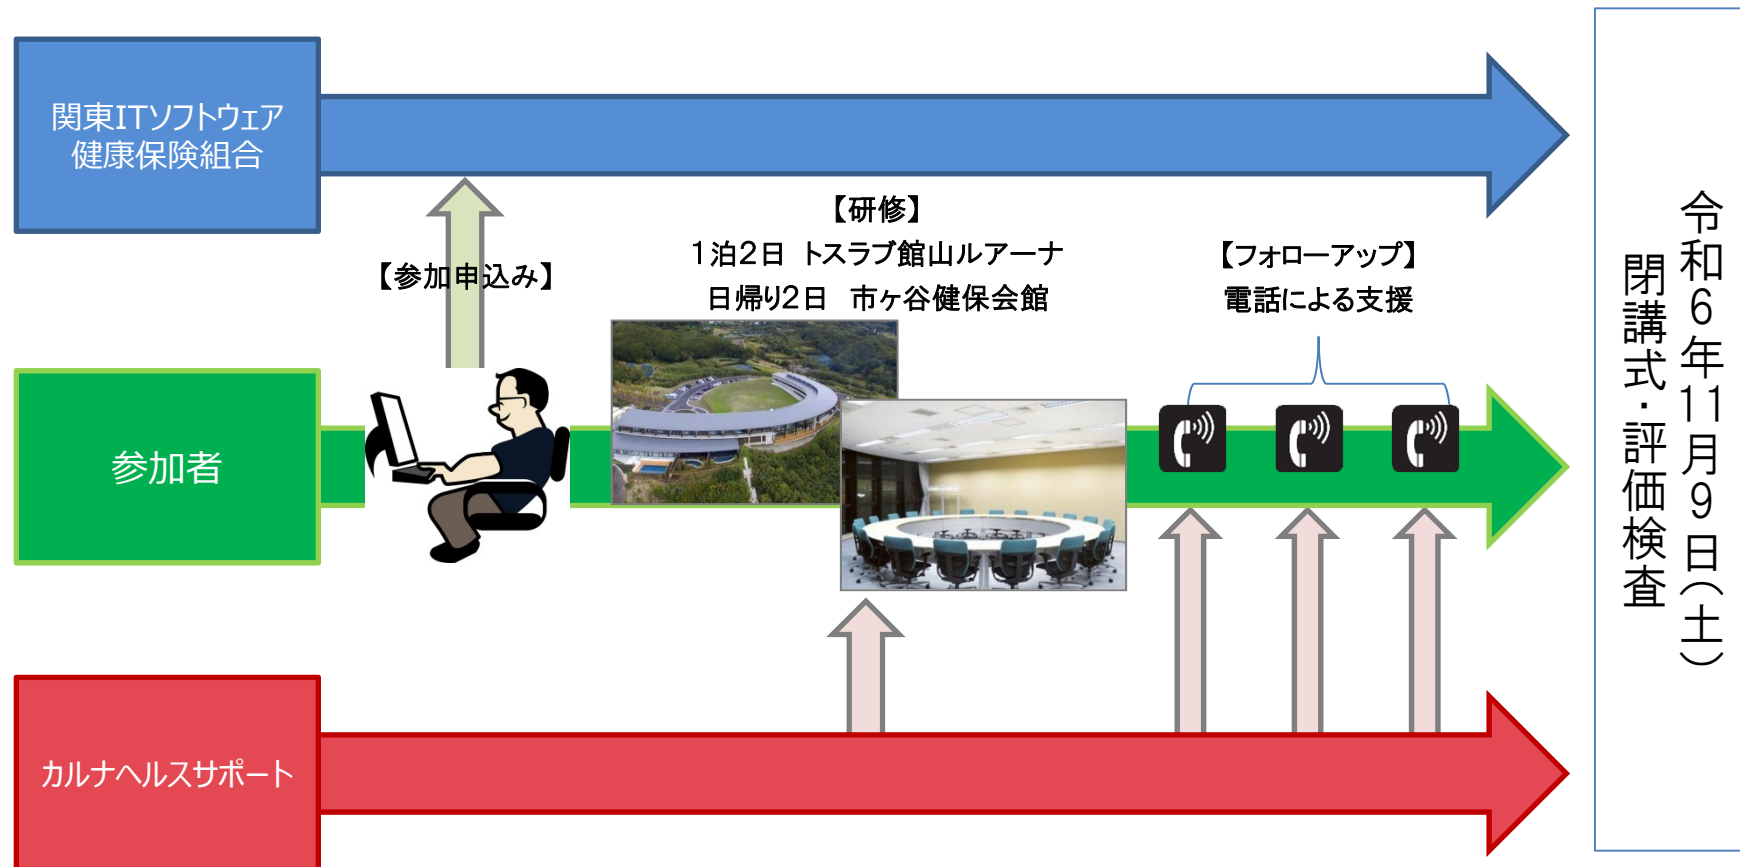 関東ITソフトウェア
健康保険組合
【参加申込み】
【研修】
1泊2日 トスラブ館山ルアーナ
日帰り2日 市ヶ谷健保会館
【フォローアップ】
電話による支援
参加者
カルナヘルスサポート
令和6年11月9日(土)
閉講式・評価検査